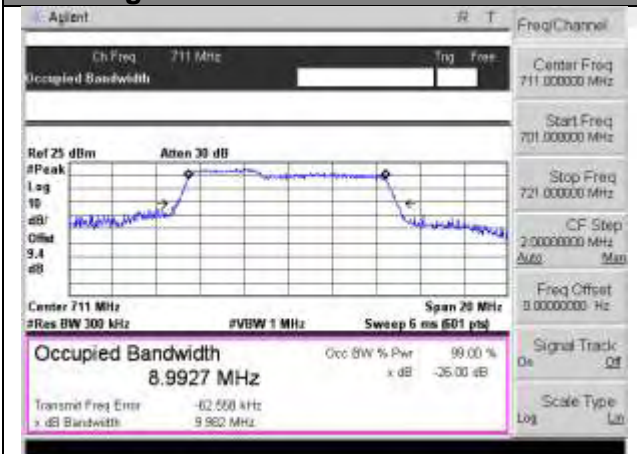 Agilent
R T
Ch Freq 711 MHz Trig Free
Occupied Bandwidth
Ref 25 dBm Atten 30 dB
#Peak
Log
10
dB/
Offst
9.4
dB
Center 711 MHz Span 20 MHz
#Res BW 300 kHz #VBW 1 MHz Sweep 6 ms (601 pts)
Occupied Bandwidth Occ BW % Pwr 99.00 %
8.9927 MHz x dB -26.00 dB
Transmit Freq Error -62.558 kHz
x dB Bandwidth 9.982 MHz
Freq/Channel
Center Freq
711.000000 MHz
Start Freq
701.000000 MHz
Stop Freq
721.000000 MHz
CF Step
2.00000000 MHz
Auto Man
Freq Offset
0.00000000 Hz
Signal Track
On Off
Scale Type
Log Lin